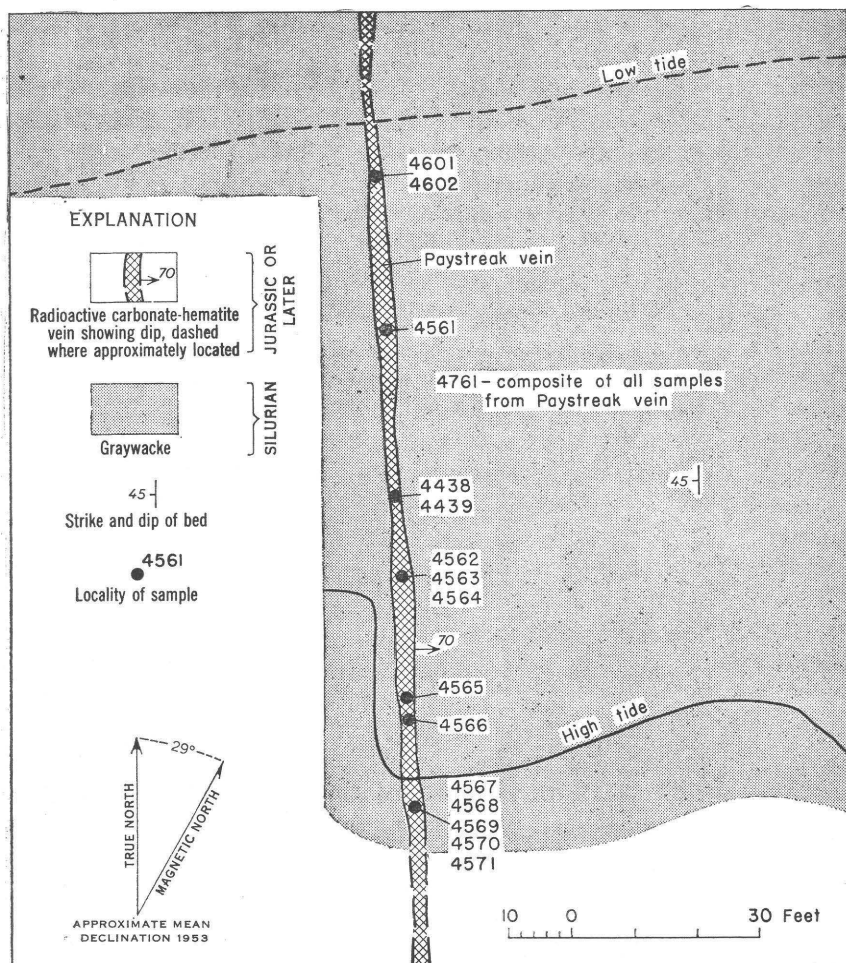 Low tide
4601
4602
Paystreak vein
4561
4761-composite of all samples
from Paystreak vein
4438
4439
45
4562
4563
4564
70
4565
4566
High tide
4567
4568
4569
4570
4571
10 0 30 Feet
EXPLANATION
70
Radioactive carbonate-hematite
vein showing dip, dashed
where approximately located
JURASSIC OR
LATER
Graywacke
SILURIAN
45
Strike and dip of bed
4561
Locality of sample
29°
TRUE NORTH
MAGNETIC NORTH
APPROXIMATE MEAN
DECLINATION 1953